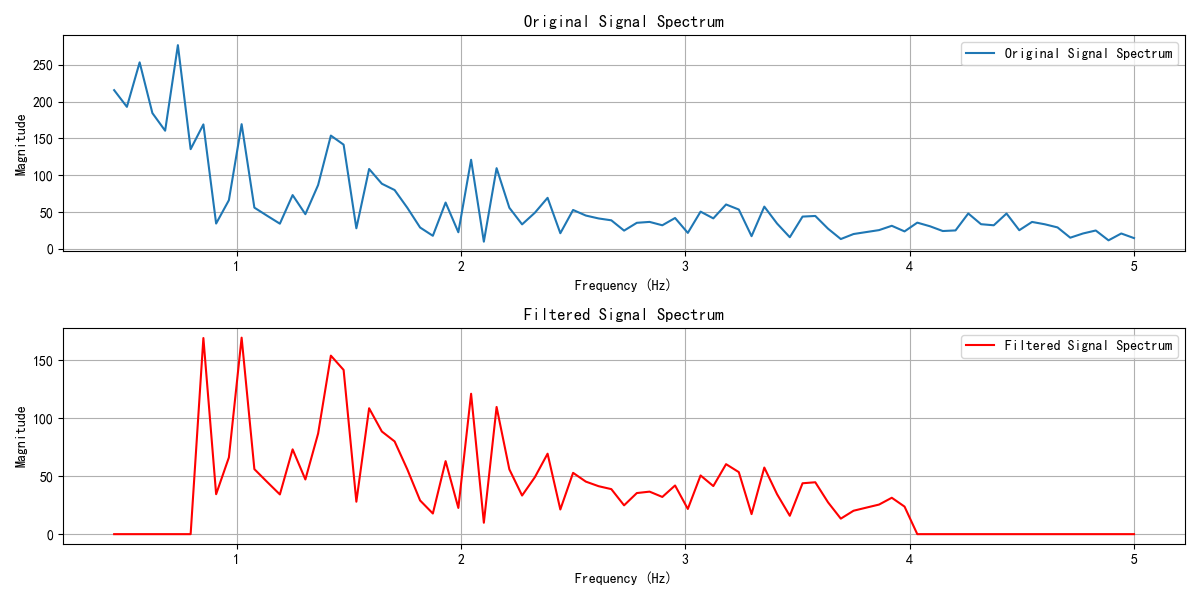 Original Signal Spectrum
Original Signal Spectrum
250
200
150
100
50
0
Magnitude
1 2 3 4 5
Frequency (Hz)
Filtered Signal Spectrum
Filtered Signal Spectrum
150
100
50
0
Magnitude
1 2 3 4 5
Frequency (Hz)